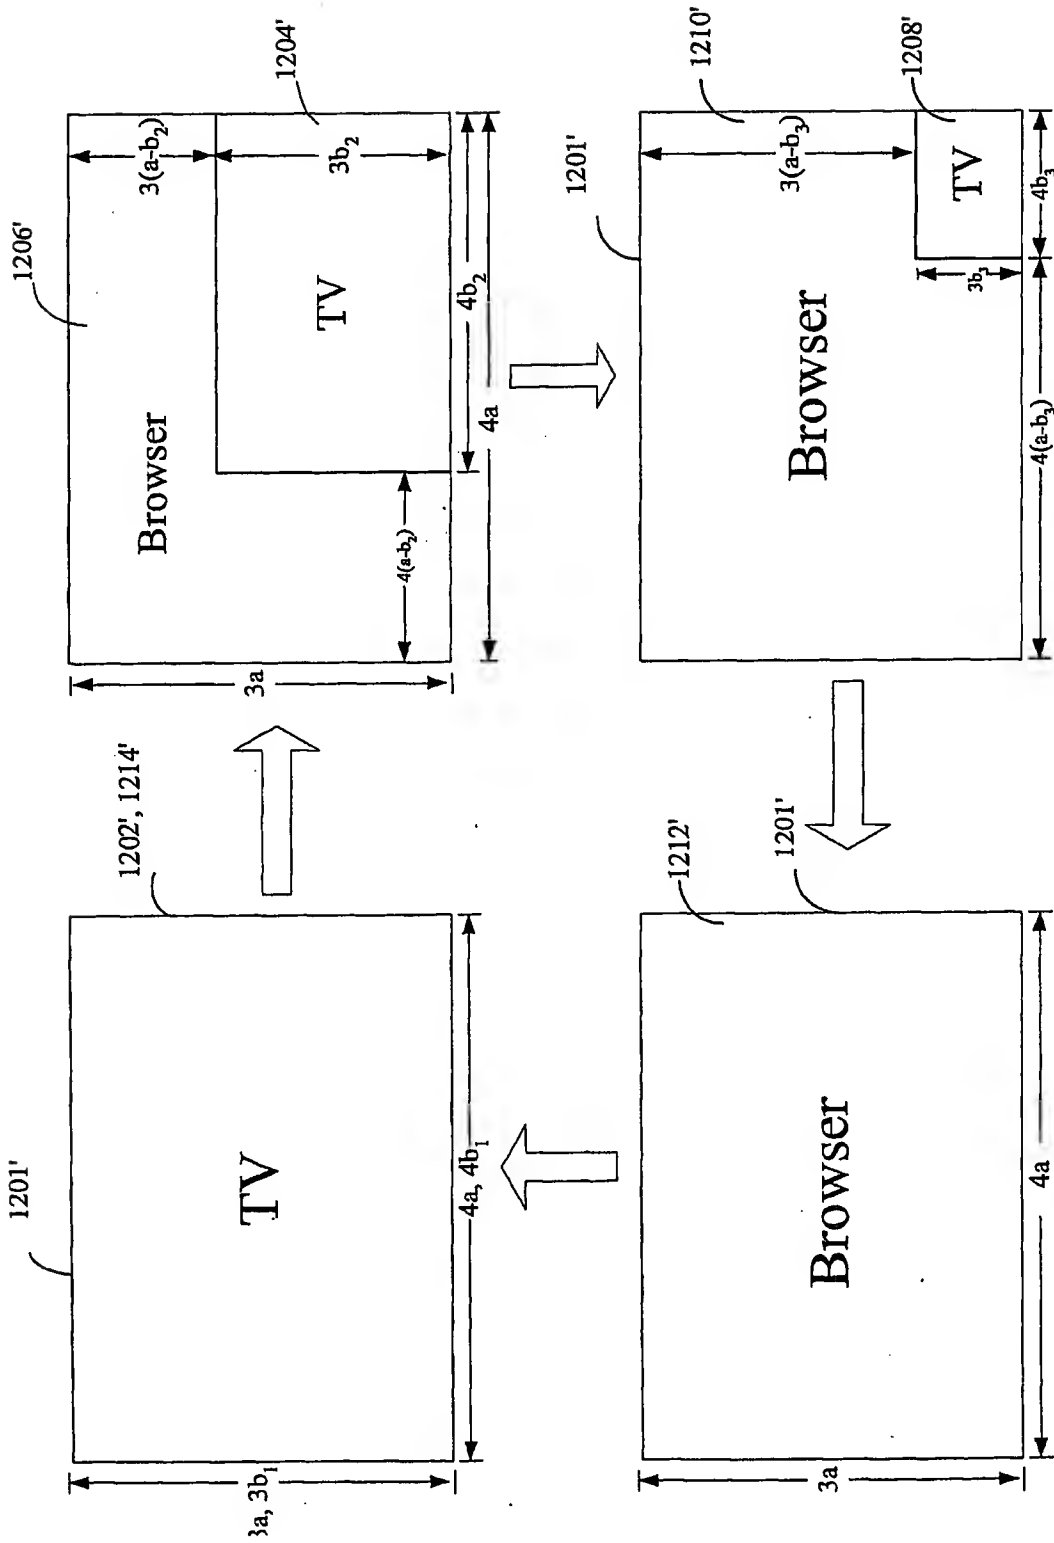 1201'
TV
3a, 3b₁
4a, 4b₁
1202', 1214'
1206'
1204'
Browser
3(a-b₂)
TV
3b₂
3a
4(a-b₂)
4b₂
4a
Browser
1212'
1201'
3a
4a
1201'
1210'
1208'
Browser
3(a-b₃)
TV
3b₃
4(a-b₃)
4b₃